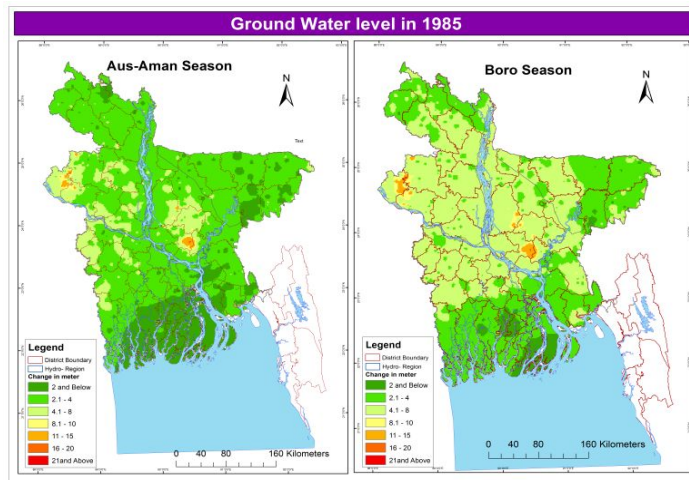 Ground Water level in 1985
Aus-Aman Season
N
Text
Legend
District Boundary
Hydro- Region
Change in meter
2 and Below
2.1 - 4
4.1 - 8
8.1 - 10
11 - 15
16 - 20
21and Above
0 40 80 160 Kilometers
Boro Season
N
Legend
District Boundary
Hydro- Region
Change in meter
2 and Below
2.1 - 4
4.1 - 8
8.1 - 10
11 - 15
16 - 20
21and Above
0 40 80 160 Kilometers